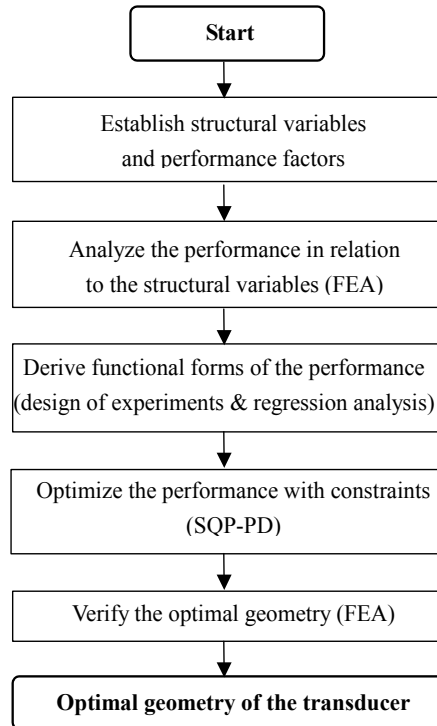 Start
Establish structural variables
and performance factors
Analyze the performance in relation
to the structural variables (FEA)
Derive functional forms of the performance
(design of experiments & regression analysis)
Optimize the performance with constraints
(SQP-PD)
Verify the optimal geometry (FEA)
Optimal geometry of the transducer